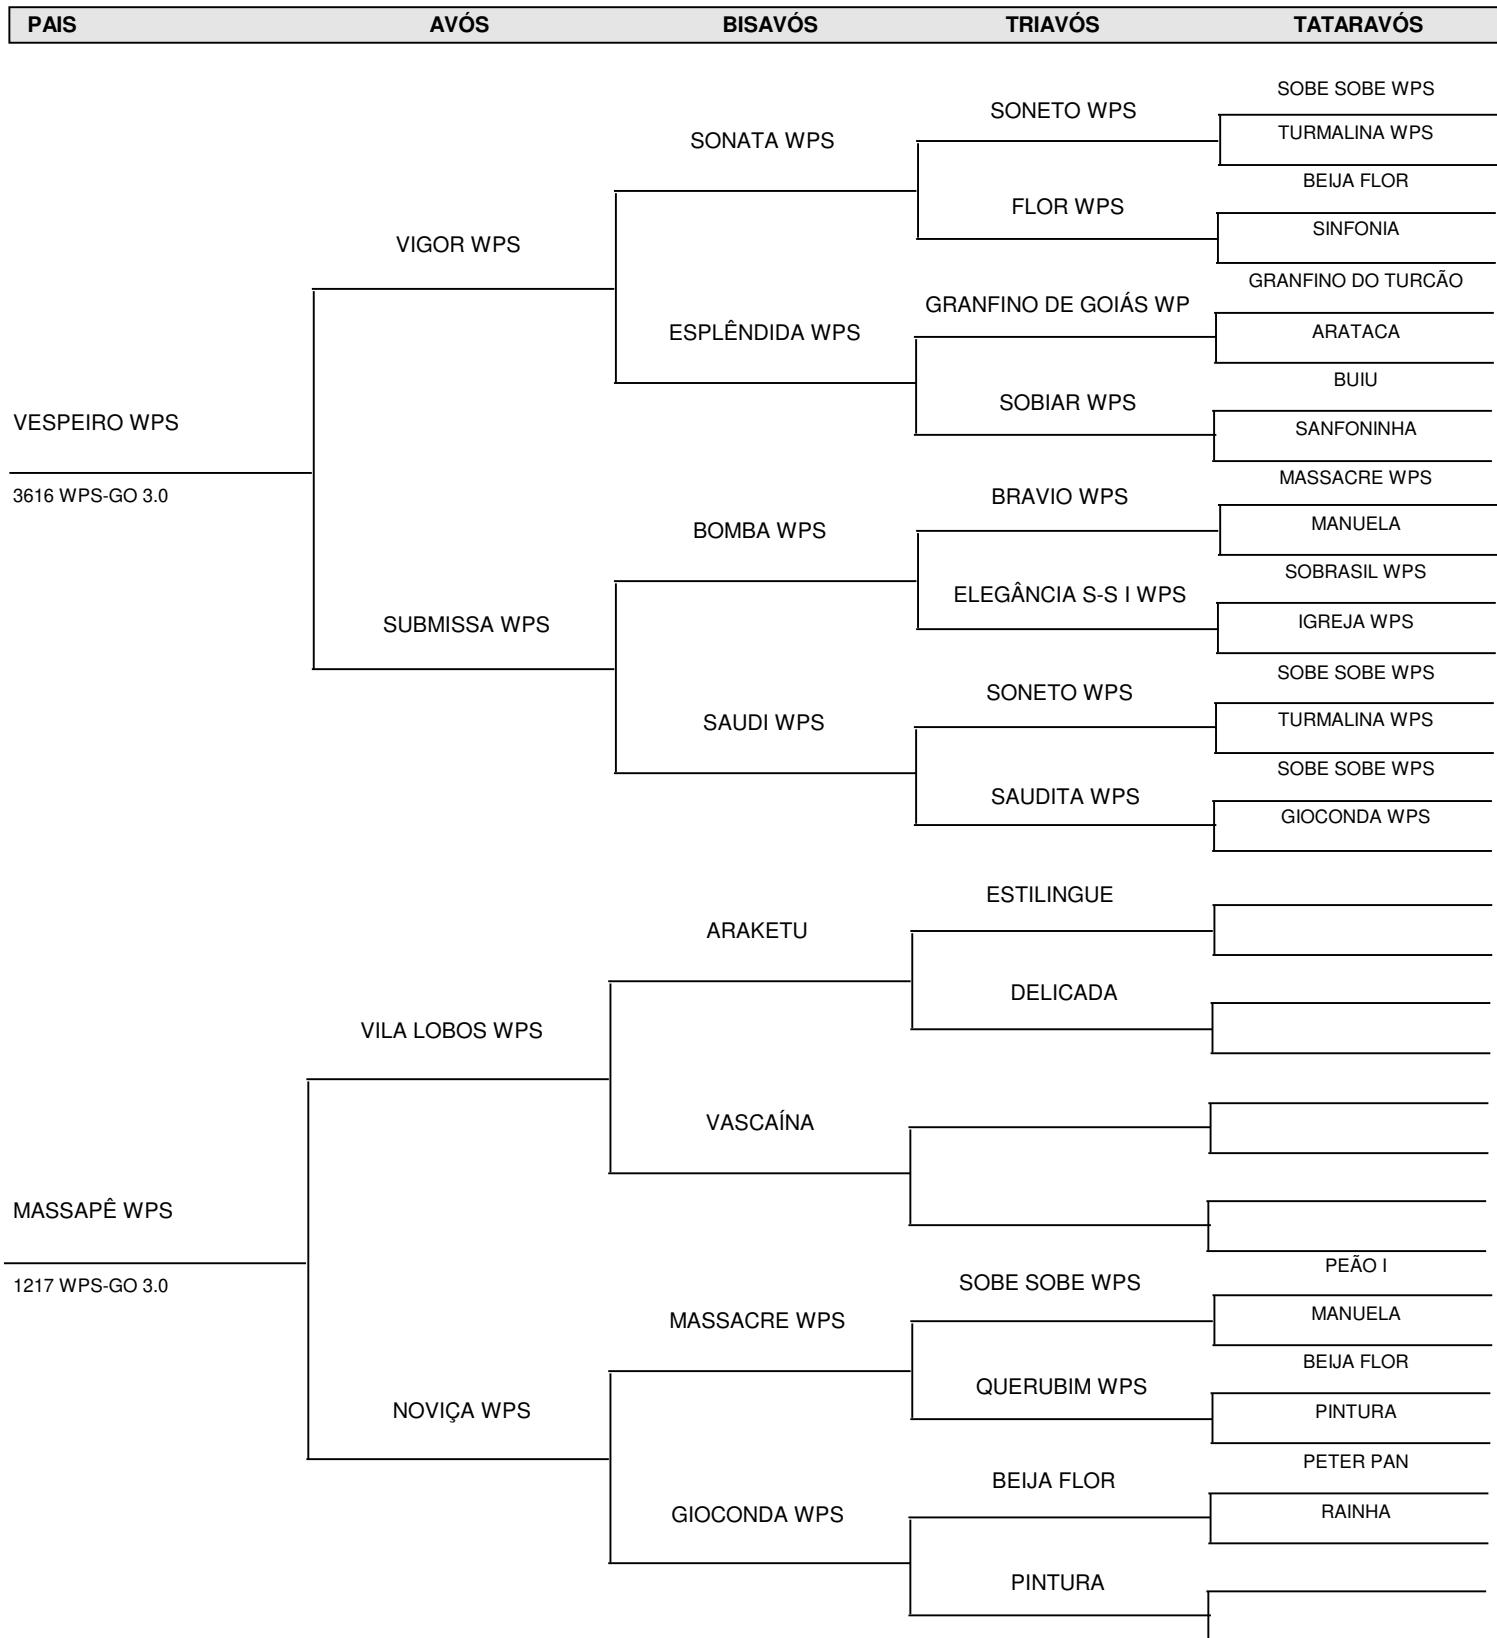 PAIS AVÓS BISAVÓS TRIAVÓS TATARAVÓS
SOBE SOBE WPS
SONETO WPS
TURMALINA WPS
SONATA WPS
BEIJA FLOR
FLOR WPS
SINFONIA
VIGOR WPS
GRANFINO DO TURCÃO
GRANFINO DE GOIÁS WP
ARATACA
ESPLÊNDIDA WPS
BUIU
SOBIAR WPS
SANFONINHA
VESPEIRO WPS
3616 WPS-GO 3.0
MASSACRE WPS
BRAVIO WPS
MANUELA
BOMBA WPS
SOBRASIL WPS
ELEGÂNCIA S-S I WPS
IGREJA WPS
SUBMISSA WPS
SOBE SOBE WPS
SONETO WPS
TURMALINA WPS
SAUDI WPS
SOBE SOBE WPS
SAUDITA WPS
GIOCONDA WPS
ESTILINGUE
ARAKETU
DELICADA
VILA LOBOS WPS
VASCAÍNA
MASSAPÊ WPS
1217 WPS-GO 3.0
PEÃO I
SOBE SOBE WPS
MANUELA
MASSACRE WPS
BEIJA FLOR
QUERUBIM WPS
PINTURA
NOVIÇA WPS
PETER PAN
BEIJA FLOR
RAINHA
GIOCONDA WPS
PINTURA